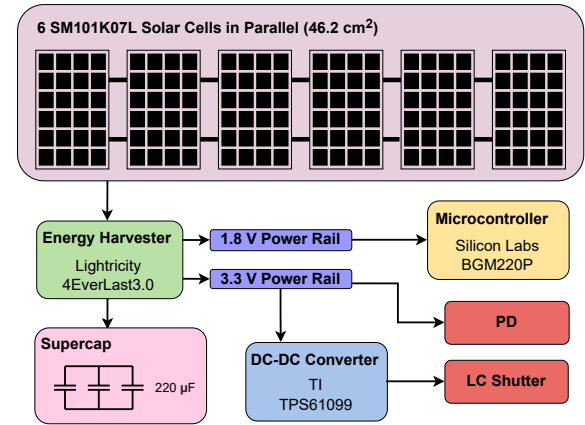 6 SM101K07L Solar Cells in Parallel (46.2 cm²)
Energy Harvester
Lightricity
4EverLast3.0
1.8 V Power Rail
3.3 V Power Rail
Microcontroller
Silicon Labs
BGM220P
PD
Supercap
220 µF
DC-DC Converter
TI
TPS61099
LC Shutter